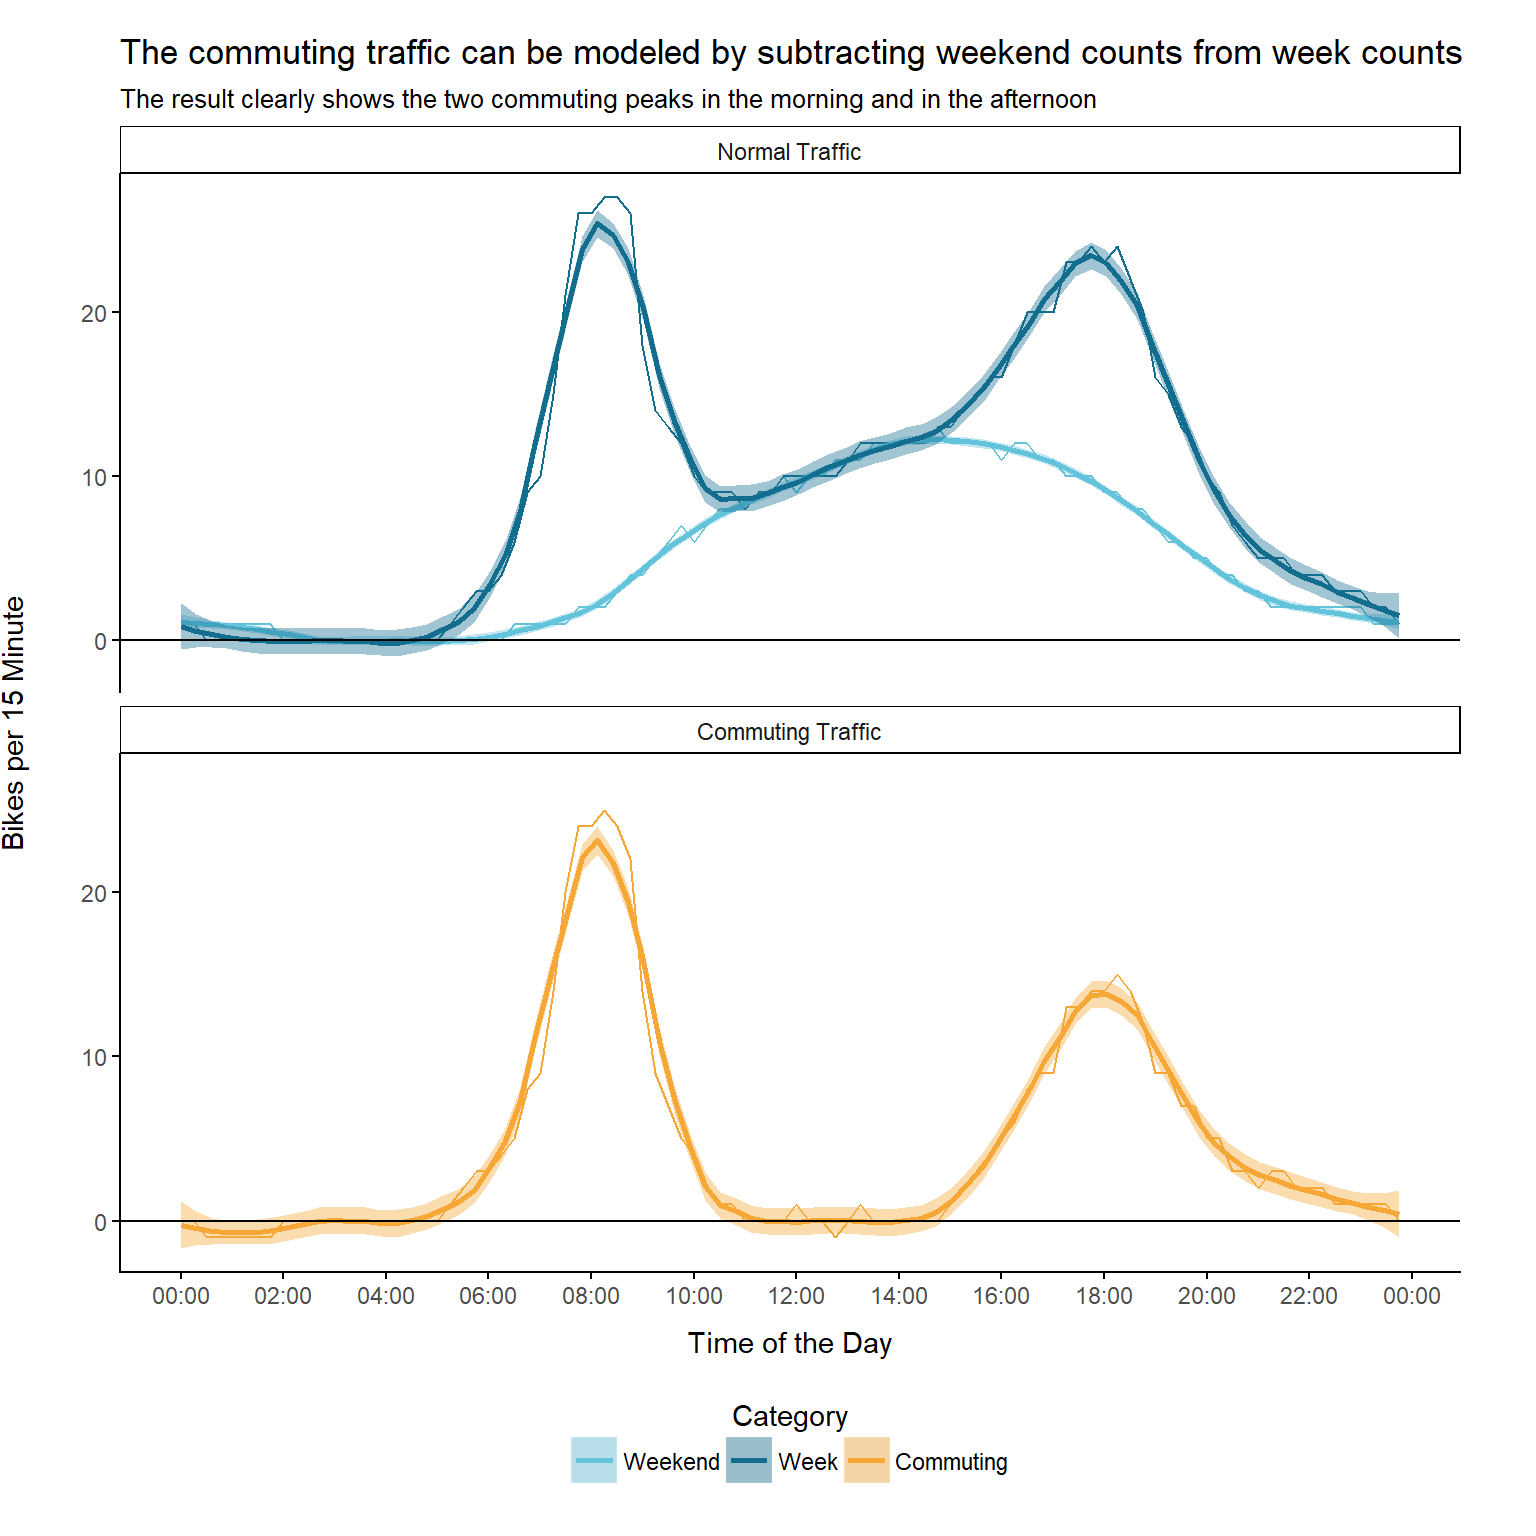 The commuting traffic can be modeled by subtracting weekend counts from week counts
The result clearly shows the two commuting peaks in the morning and in the afternoon
Normal Traffic
20
10
0
Bikes per 15 Minute
Commuting Traffic
20
10
0
00:00 02:00 04:00 06:00 08:00 10:00 12:00 14:00 16:00 18:00 20:00 22:00 00:00
Time of the Day
Category
Weekend Week Commuting